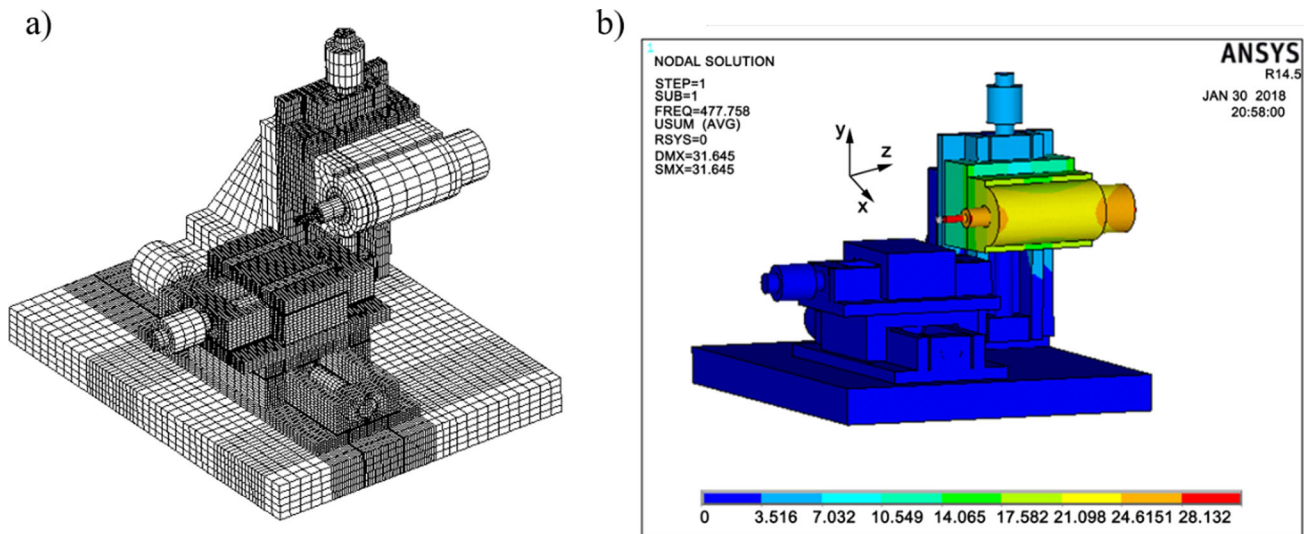 a)
b)
1
NODAL SOLUTION
STEP=1
SUB=1
FREQ=477.758
USUM (AVG)
RSYS=0
DMX=31.645
SMX=31.645
ANSYS
R14.5
JAN 30 2018
20:58:00
y
z
x
0 3.516 7.032 10.549 14.065 17.582 21.098 24.6151 28.132